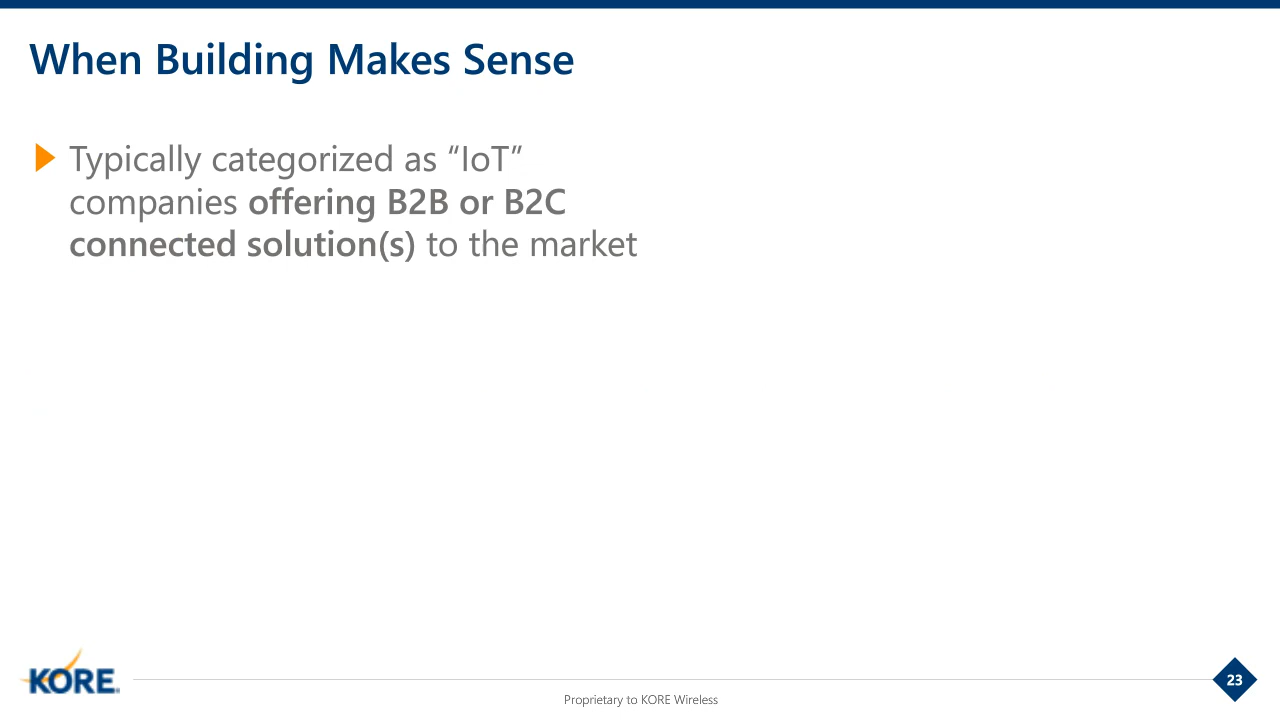 When Building Makes Sense
Typically categorized as “IoT”
companies offering B2B or B2C
connected solution(s) to the market
KORE
23
Proprietary to KORE Wireless